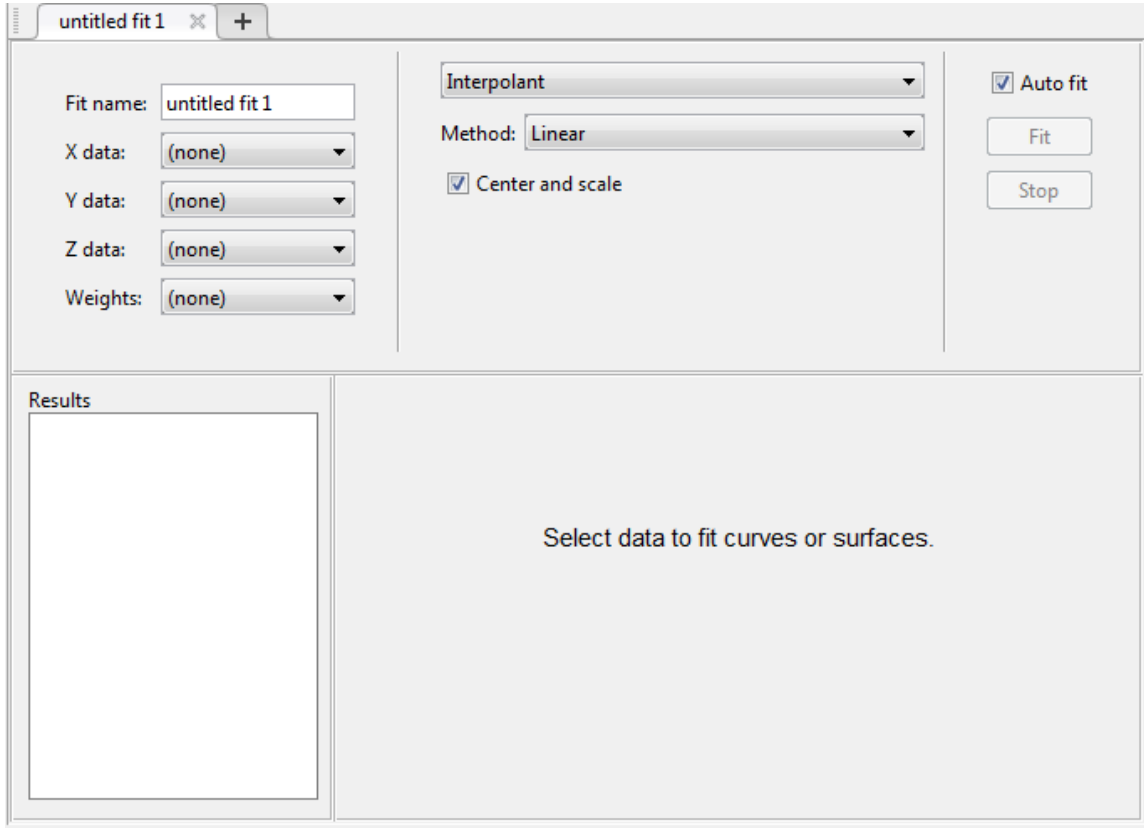 untitled fit 1
+
Fit name: untitled fit 1
X data: (none)
Y data: (none)
Z data: (none)
Weights: (none)
Interpolant
Method: Linear
Center and scale
Auto fit
Fit
Stop
Results
Select data to fit curves or surfaces.